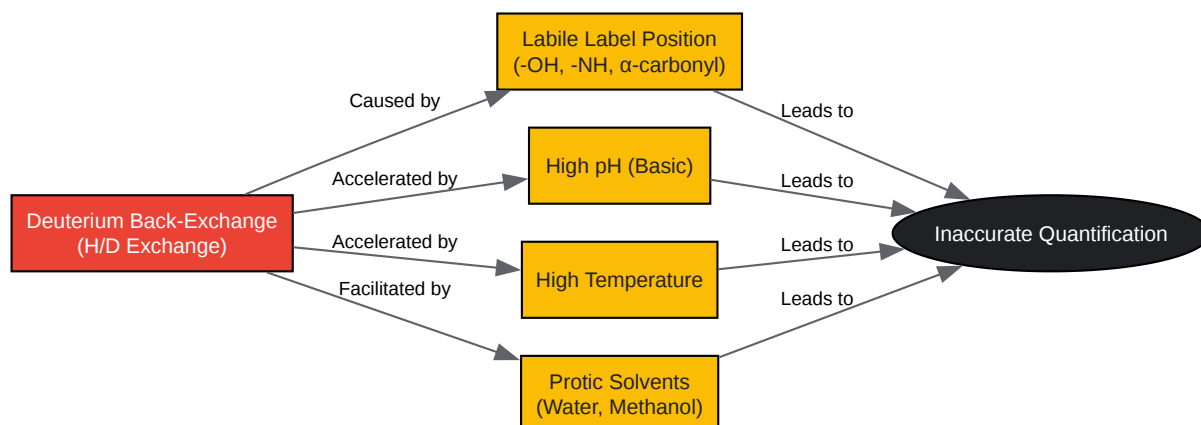 Deuterium Back-Exchange
(H/D Exchange)
Caused by
Accelerated by
Accelerated by
Facilitated by
Labile Label Position
(-OH, -NH, α-carbonyl)
High pH (Basic)
High Temperature
Protic Solvents
(Water, Methanol)
Leads to
Leads to
Leads to
Leads to
Inaccurate Quantification